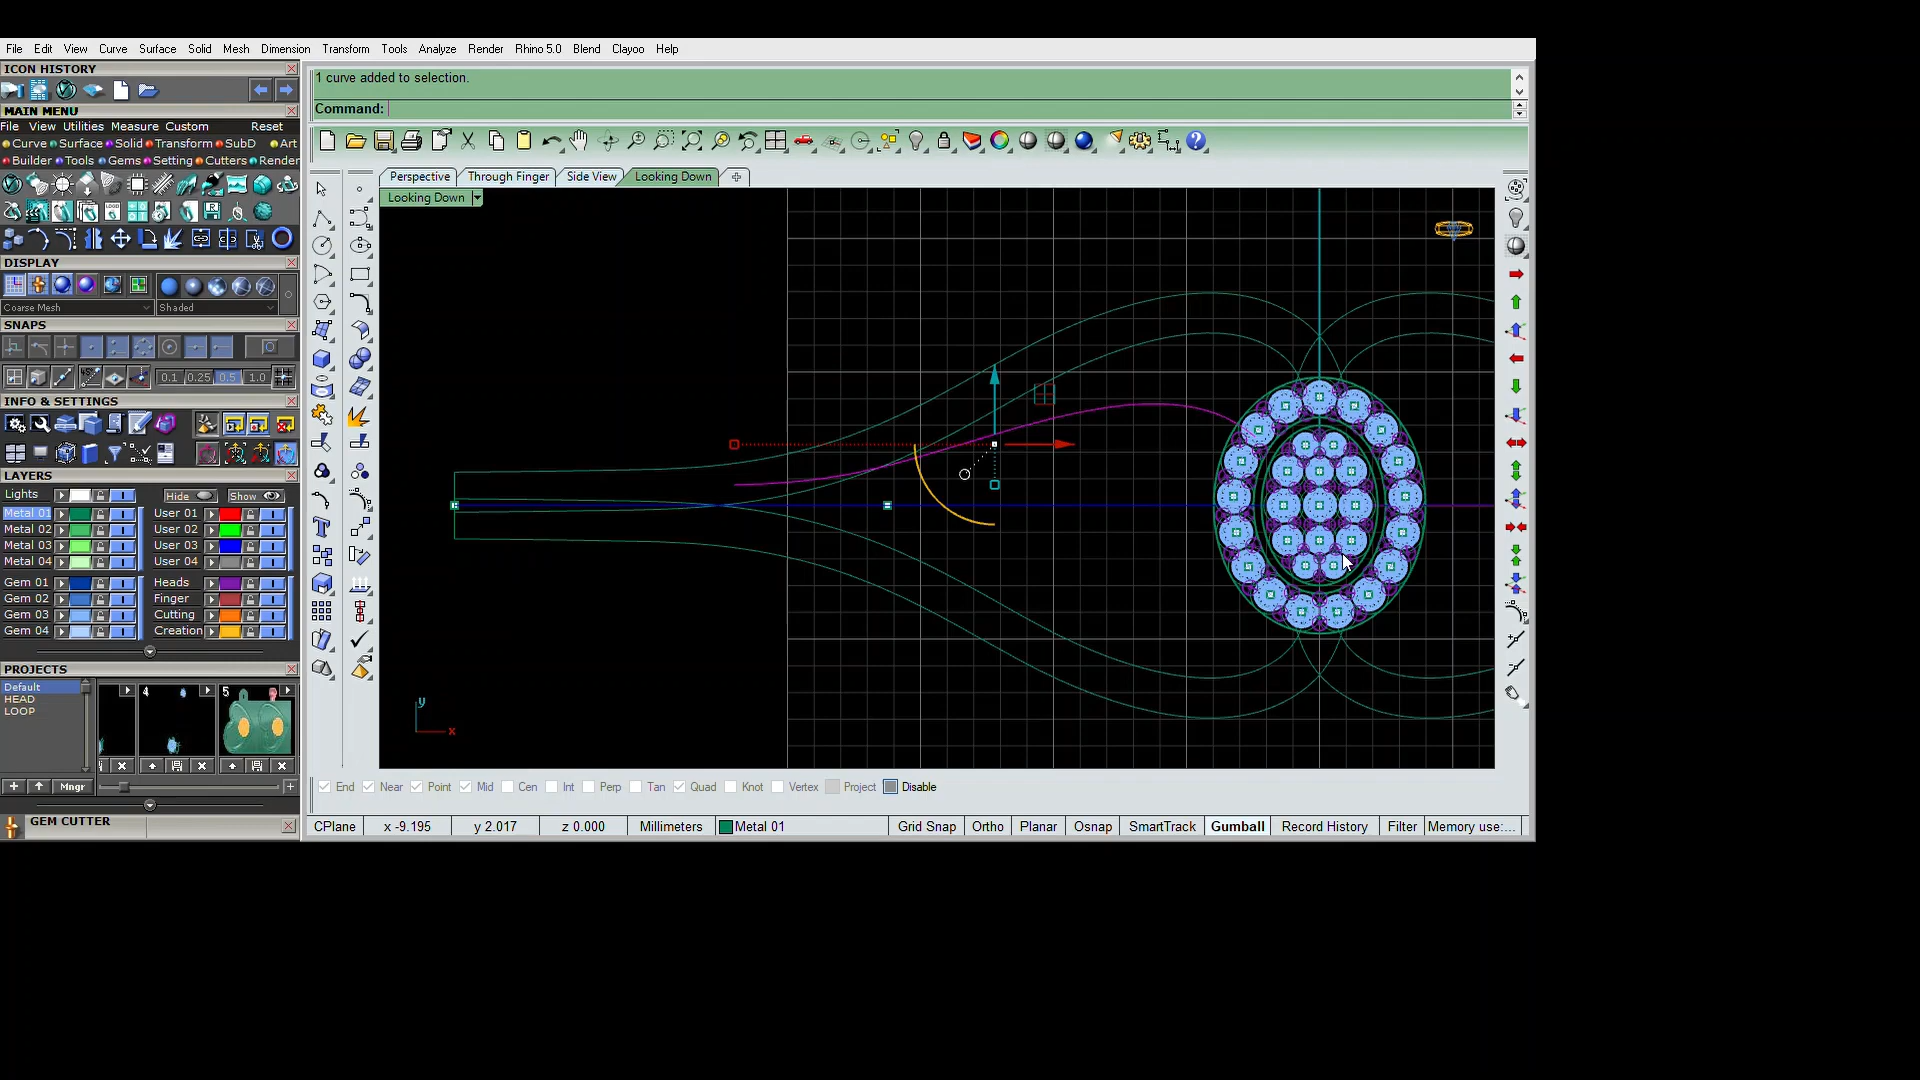 File Edit View Curve Surface Solid Mesh Dimension Transform Tools Analyze Render Rhino 5.0 Blend Clayoo Help
ICON HISTORY
1 curve added to selection.
Command:
MAIN MENU
File View Utilities Measure Custom Reset
Curve Surface Solid Transform SubD Art
Builder Tools Gems Setting Cutters Render
Perspective Through Finger Side View Looking Down
Looking Down
DISPLAY
Coarse Mesh Shaded
SNAPS
0.1 0.25 0.5 1.0
INFO & SETTINGS
LAYERS
Lights Hide Show
Metal 01 User 01
Metal 02 User 02
Metal 03 User 03
Metal 04 User 04
Gem 01 Heads
Gem 02 Finger
Gem 03 Cutting
Gem 04 Creation
y
x
PROJECTS
Default
HEAD
LOOP
4 5
Mngr
End Near Point Mid Cen Int Perp Tan Quad Knot Vertex Project Disable
GEM CUTTER
CPlane x -9.195 y 2.017 z 0.000 Millimeters Metal 01 Grid Snap Ortho Planar Osnap SmartTrack Gumball Record History Filter Memory use:...